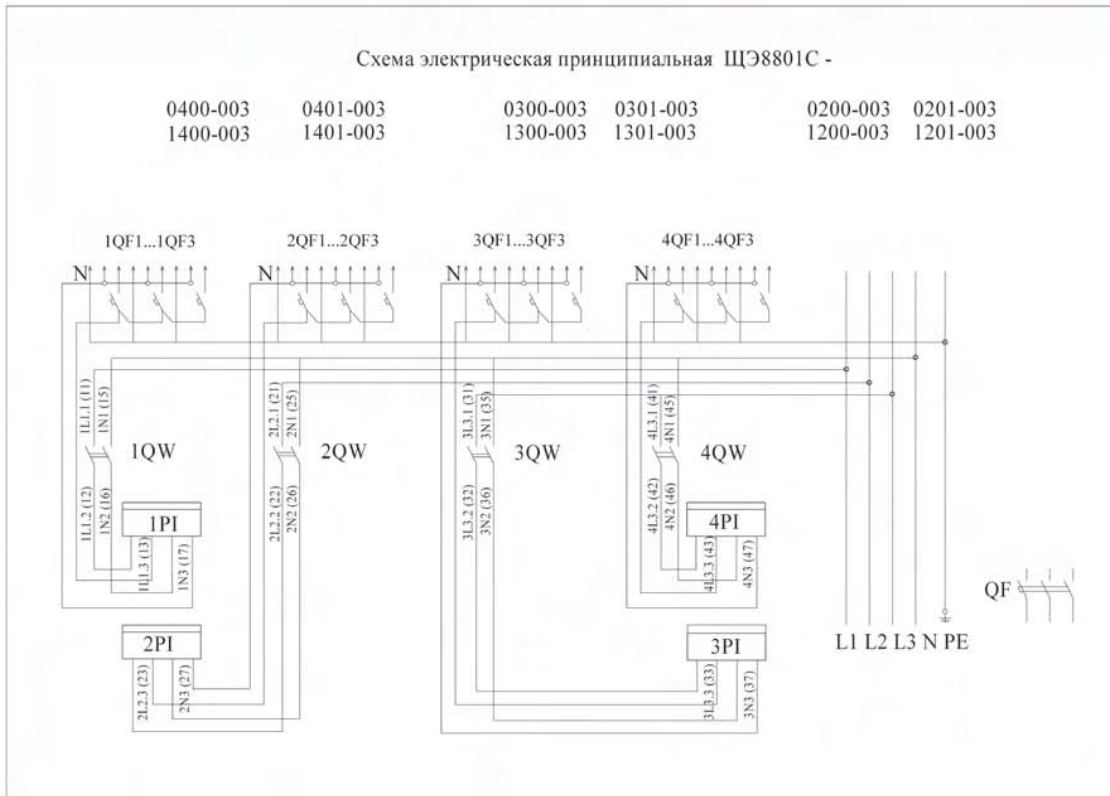 Схема электрическая принципиальная ЩЭ8801С -
0400-003 0401-003 0300-003 0301-003 0200-003 0201-003
1400-003 1401-003 1300-003 1301-003 1200-003 1201-003
1QF1...1QF3 2QF1...2QF3 3QF1...3QF3 4QF1...4QF3
N N N N
1L1.1 (11)
1N1 (15)
2L2.1 (21)
2N1 (25)
3L3.1 (31)
3N1 (35)
4L3.1 (41)
4N1 (45)
1QW 2QW 3QW 4QW
1L1.2 (12)
1N2 (16)
2L2.2 (22)
2N2 (26)
3L3.2 (32)
3N2 (36)
4L3.2 (42)
4N2 (46)
1PI 4PI
1L1.3 (13)
1N3 (17)
4L3.3 (43)
4N3 (47)
QF
L1 L2 L3 N PE
2PI 3PI
2L2.3 (23)
2N3 (27)
3L3.3 (33)
3N3 (37)